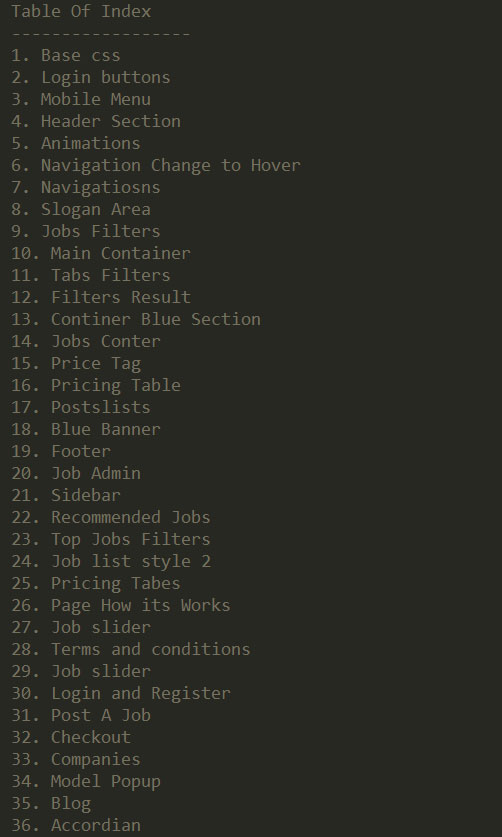 Table Of Index
------------------
1. Base css
2. Login buttons
3. Mobile Menu
4. Header Section
5. Animations
6. Navigation Change to Hover
7. Navigatiosns
8. Slogan Area
9. Jobs Filters
10. Main Container
11. Tabs Filters
12. Filters Result
13. Continer Blue Section
14. Jobs Conter
15. Price Tag
16. Pricing Table
17. Postslists
18. Blue Banner
19. Footer
20. Job Admin
21. Sidebar
22. Recommended Jobs
23. Top Jobs Filters
24. Job list style 2
25. Pricing Tabes
26. Page How its Works
27. Job slider
28. Terms and conditions
29. Job slider
30. Login and Register
31. Post A Job
32. Checkout
33. Companies
34. Model Popup
35. Blog
36. Accordian